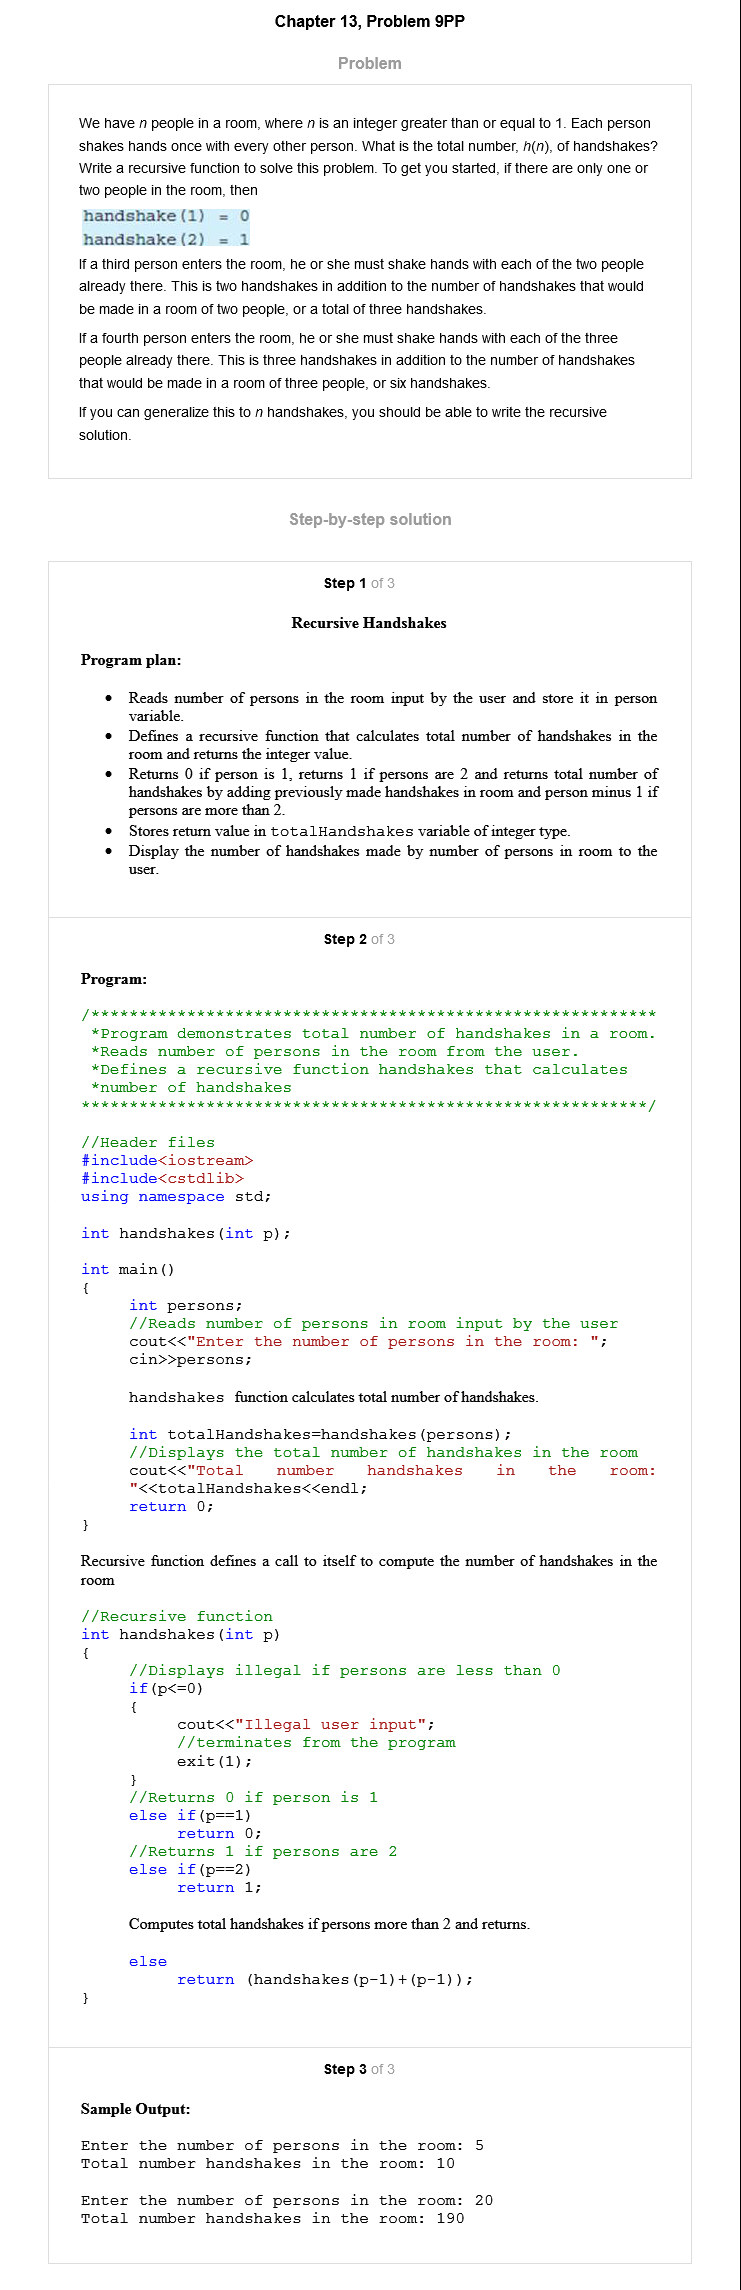 Chapter 13, Problem 9PP
Problem
We have n people in a room, where n is an integer greater than or equal to 1. Each person
shakes hands once with every other person. What is the total number, h(n), of handshakes?
Write a recursive function to solve this problem. To get you started, if there are only one or
two people in the room, then
handshake(1) = 0
handshake(2) = 1
If a third person enters the room, he or she must shake hands with each of the two people
already there. This is two handshakes in addition to the number of handshakes that would
be made in a room of two people, or a total of three handshakes.
If a fourth person enters the room, he or she must shake hands with each of the three
people already there. This is three handshakes in addition to the number of handshakes
that would be made in a room of three people, or six handshakes.
If you can generalize this to n handshakes, you should be able to write the recursive
solution.
Step-by-step solution
Step 1 of 3
Recursive Handshakes
Program plan:
• Reads number of persons in the room input by the user and store it in person
variable.
• Defines a recursive function that calculates total number of handshakes in the
room and returns the integer value.
• Returns 0 if person is 1, returns 1 if persons are 2 and returns total number of
handshakes by adding previously made handshakes in room and person minus 1 if
persons are more than 2.
• Stores return value in totalHandshakes variable of integer type.
• Display the number of handshakes made by number of persons in room to the
user.
Step 2 of 3
Program:
/***********************************************************
*Program demonstrates total number of handshakes in a room.
*Reads number of persons in the room from the user.
*Defines a recursive function handshakes that calculates
*number of handshakes
***********************************************************/
//Header files
#include<iostream>
#include<cstdlib>
using namespace std;
int handshakes(int p);
int main()
{
int persons;
//Reads number of persons in room input by the user
cout<<"Enter the number of persons in the room: ";
cin>>persons;
handshakes function calculates total number of handshakes.
int totalHandshakes=handshakes(persons);
//Displays the total number of handshakes in the room
cout<<"Total number handshakes in the room:
"<<totalHandshakes<<endl;
return 0;
}
Recursive function defines a call to itself to compute the number of handshakes in the
room
//Recursive function
int handshakes(int p)
{
//Displays illegal if persons are less than 0
if(p<=0)
{
cout<<"Illegal user input";
//terminates from the program
exit(1);
}
//Returns 0 if person is 1
else if(p==1)
return 0;
//Returns 1 if persons are 2
else if(p==2)
return 1;
Computes total handshakes if persons more than 2 and returns.
else
return (handshakes(p-1)+(p-1));
}
Step 3 of 3
Sample Output:
Enter the number of persons in the room: 5
Total number handshakes in the room: 10
Enter the number of persons in the room: 20
Total number handshakes in the room: 190